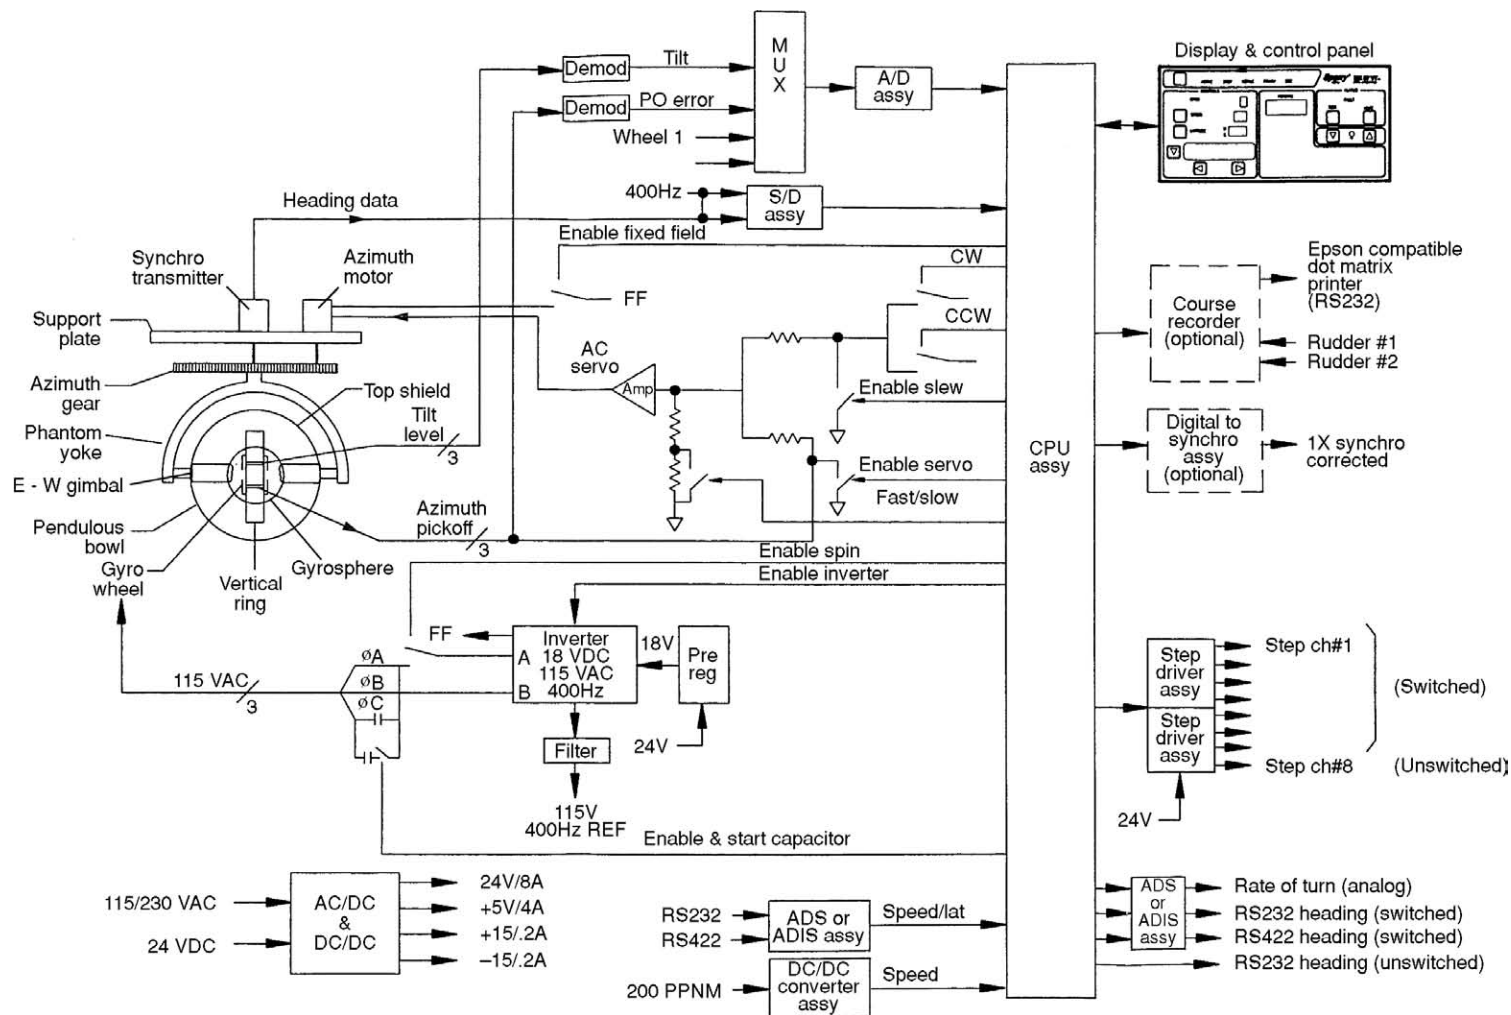 Demod
Tilt
MUX
A/D
assy
Display & control panel
Demod
PO error
Wheel 1
400Hz
S/D
assy
Heading data
Enable fixed field
Synchro
transmitter
Azimuth
motor
FF
CW
CCW
Epson compatible
dot matrix
printer
(RS232)
Course
recorder
(optional)
Rudder #1
Rudder #2
Support
plate
AC
servo
Amp
Azimuth
gear
Top shield
Tilt
level
3
Enable slew
Phantom
yoke
CPU
assy
Digital to
synchro
assy
(optional)
1X synchro
corrected
E - W gimbal
Enable servo
Fast/slow
Pendulous
bowl
Azimuth
pickoff
3
Gyro
wheel
Vertical
ring
Gyrosphere
Enable spin
Enable inverter
FF
A
B
Inverter
18 VDC
115 VAC
400Hz
18V
Pre
reg
24V
115 VAC
3
øA
øB
øC
Filter
115V
400Hz REF
Step
driver
assy
Step
driver
assy
Step ch#1
(Switched)
Step ch#8
(Unswitched)
24V
Enable & start capacitor
115/230 VAC
24 VDC
AC/DC
&
DC/DC
24V/8A
+5V/4A
+15/.2A
–15/.2A
RS232
RS422
ADS or
ADIS assy
Speed/lat
200 PPNM
DC/DC
converter
assy
Speed
ADS
or
ADIS
assy
Rate of turn (analog)
RS232 heading (switched)
RS422 heading (switched)
RS232 heading (unswitched)